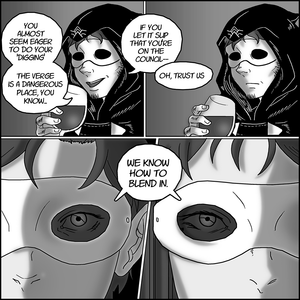 YOU
ALMOST
SEEM EAGER
TO DO YOUR
'DIGGING'
THE VERGE
IS A DANGEROUS
PLACE, YOU
KNOW..
IF YOU
LET IT SLIP
THAT YOU'RE
ON THE
COUNCIL--
OH, TRUST US
WE KNOW
HOW TO
BLEND IN.